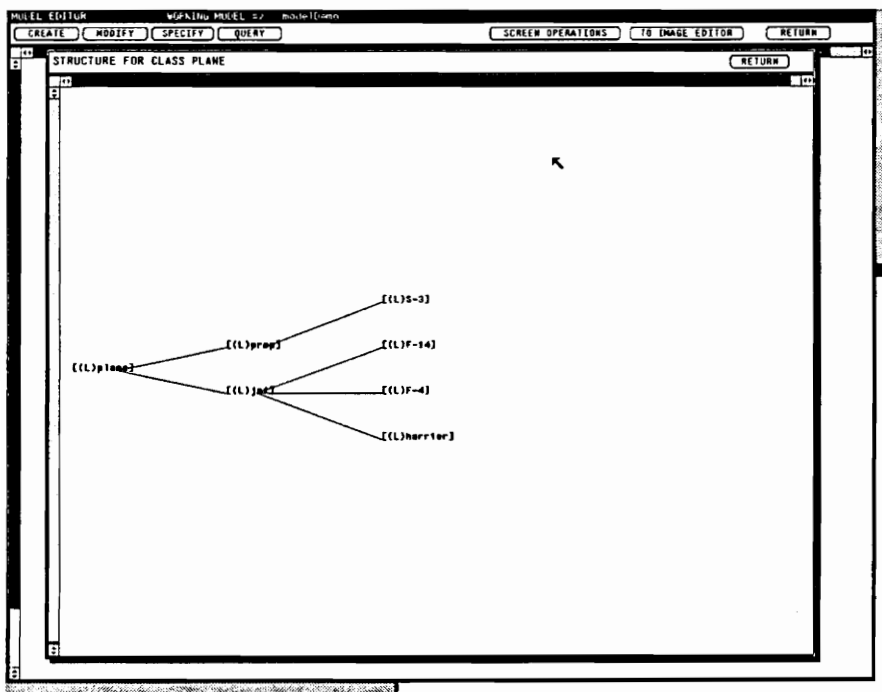 MODEL EDITOR WORKING MODEL => modelDemo
CREATE MODIFY SPECIFY QUERY SCREEN OPERATIONS TO IMAGE EDITOR RETURN
STRUCTURE FOR CLASS PLANE RETURN
[(L)S-3]
[(L)prop] [(L)F-14]
[(L)plane]
[(L)jet] [(L)F-4]
[(L)harrier]